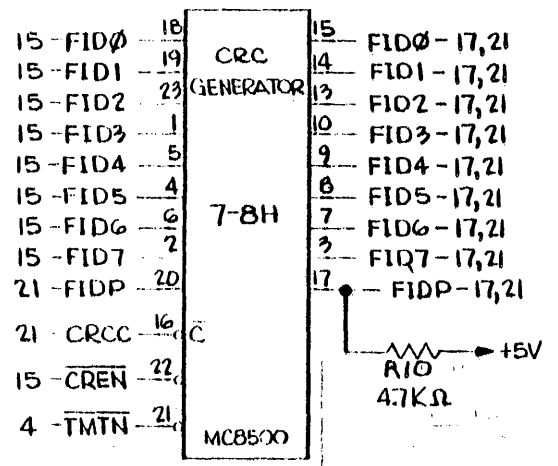 15-FIDØ 18 15 FIDØ-17,21
CRC
15-FID1 19 14 FID1-17,21
GENERATOR
15-FID2 23 13 FID2-17,21
15-FID3 1 10 FID3-17,21
15-FID4 5 9 FID4-17,21
15-FID5 4 8 FID5-17,21
7-8H
15-FID6 6 7 FID6-17,21
15-FID7 2 3 FID7-17,21
21-FIDP 20 17 FIDP-17,21
21 CRCC 16 C̅
+5V
15-C̅R̅E̅N̅ 22
R10
4.7KΩ
4-T̅M̅T̅N̅ 21
MC8500